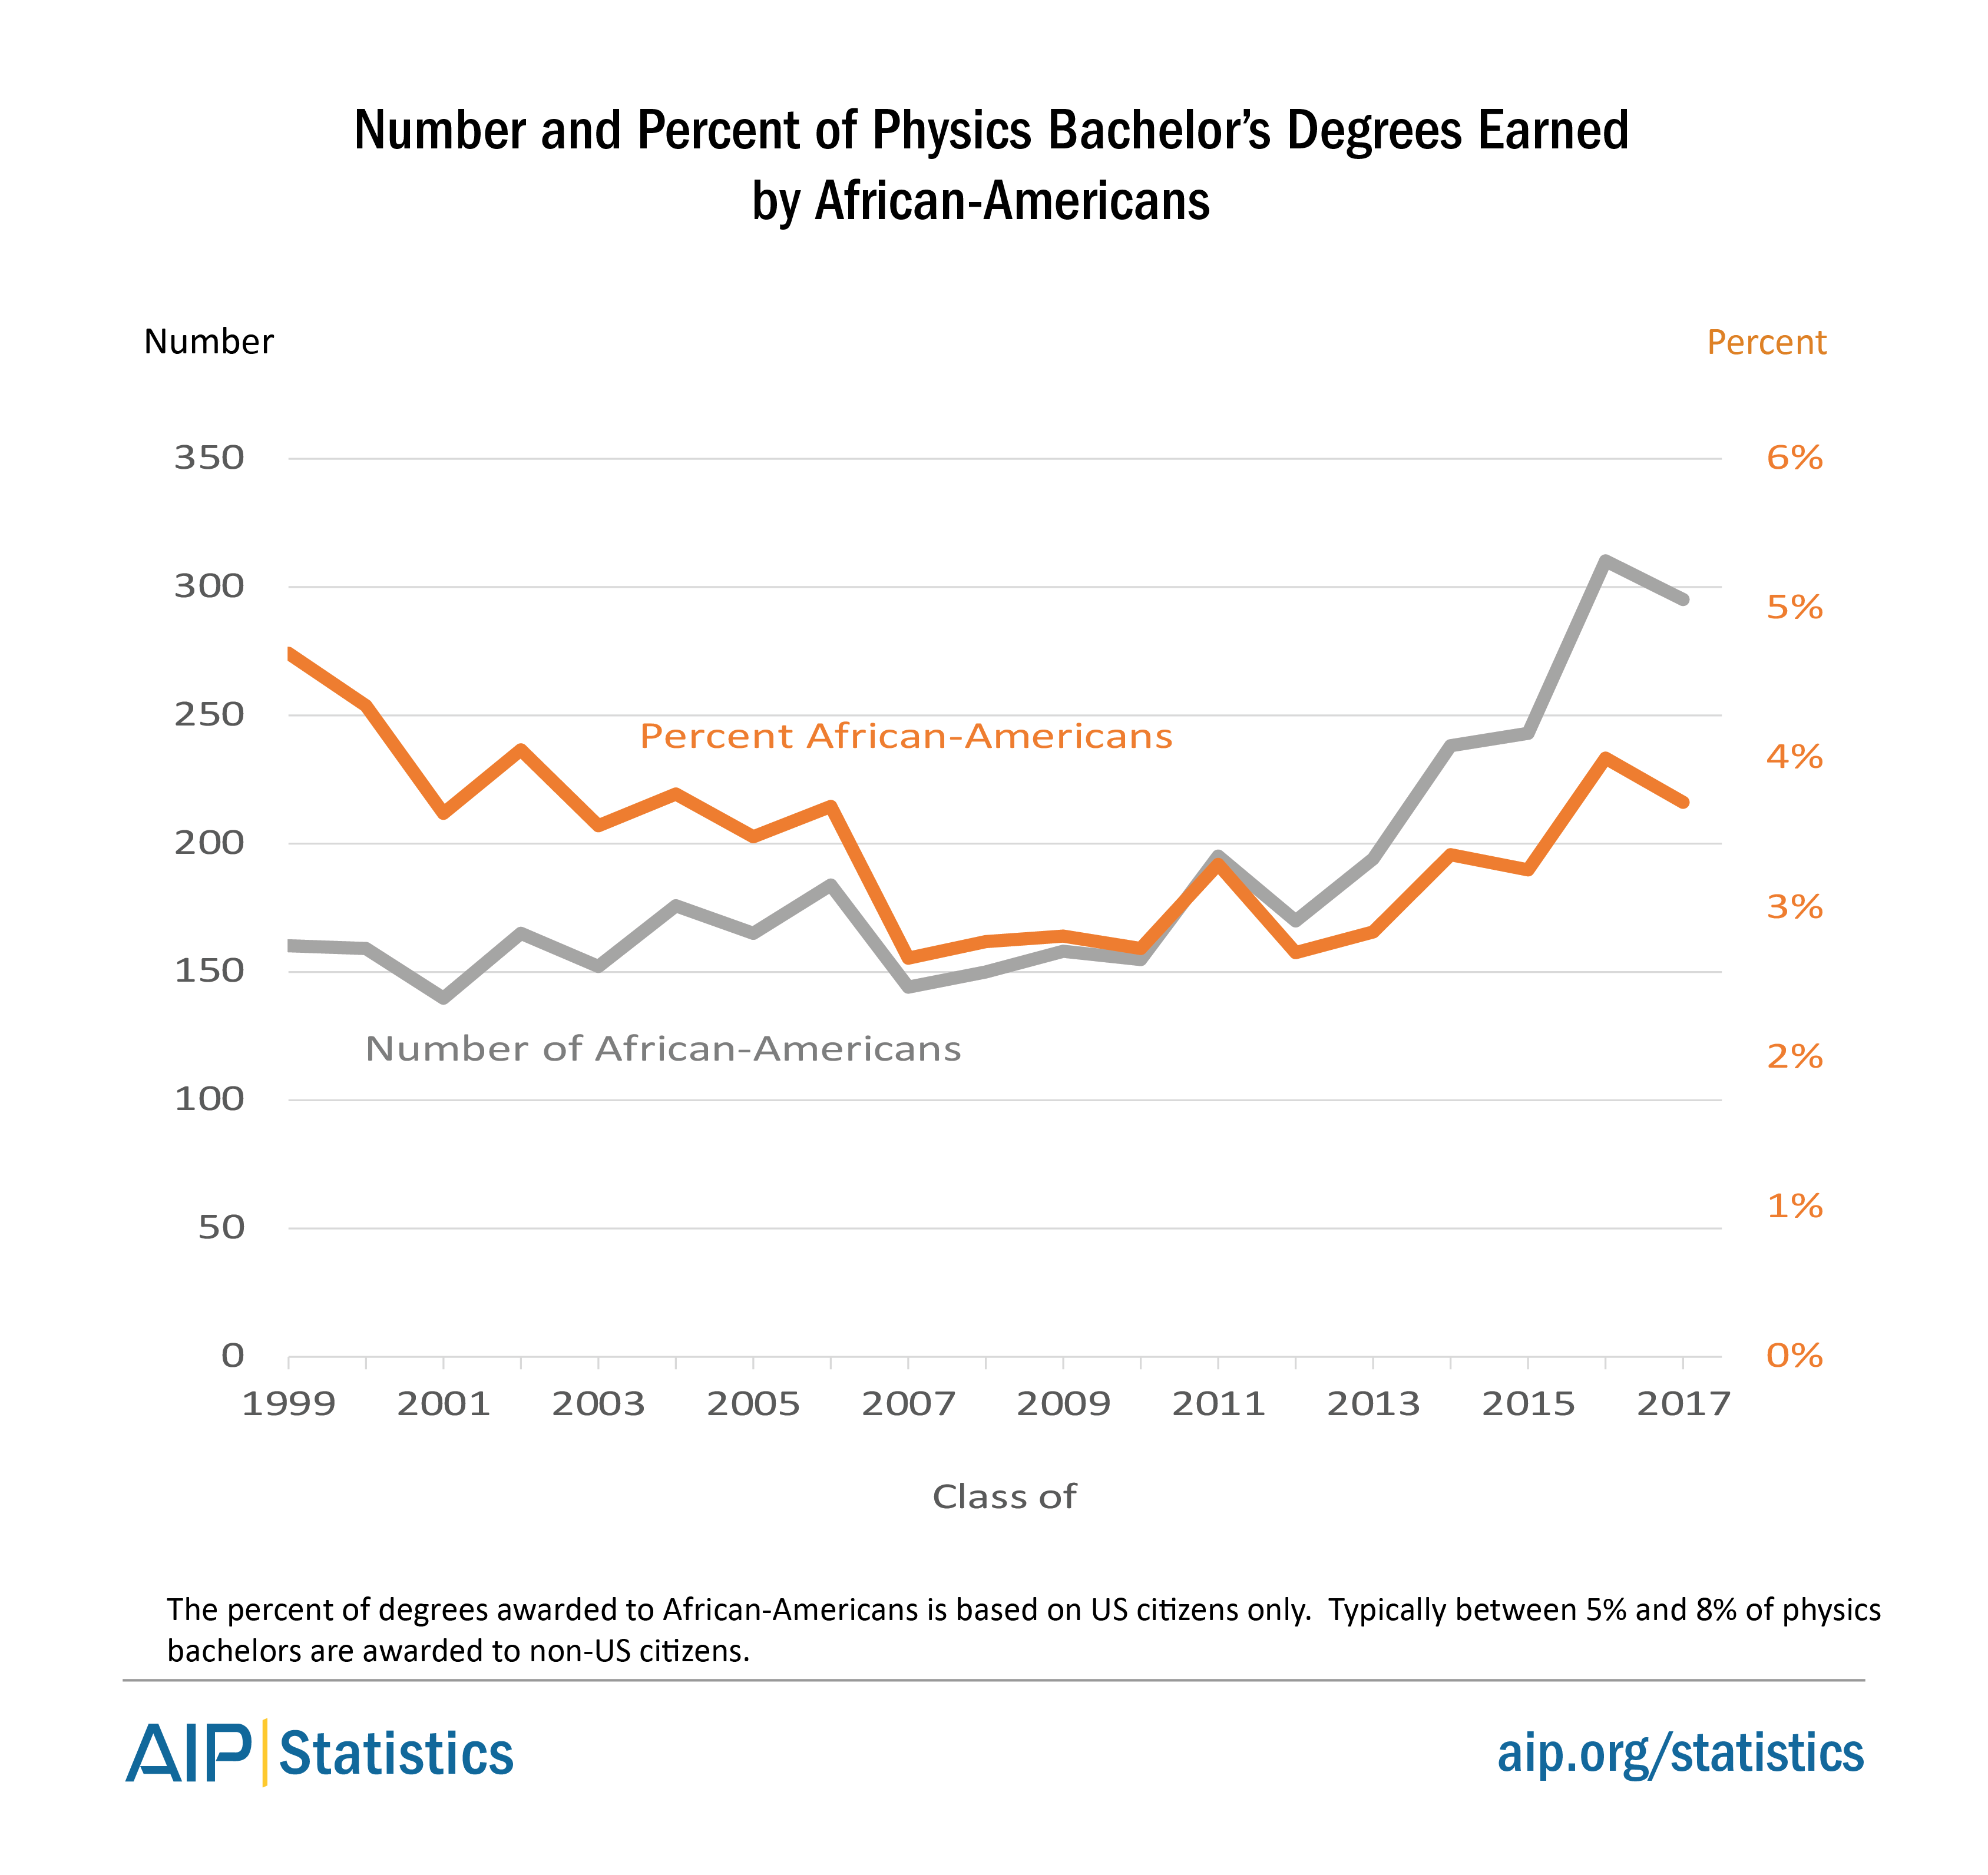 Number and Percent of Physics Bachelor’s Degrees Earned
by African-Americans
Number
Percent
350
6%
300
5%
250
Percent African-Americans
4%
200
3%
150
Number of African-Americans
2%
100
1%
50
0
0%
1999 2001 2003 2005 2007 2009 2011 2013 2015 2017
Class of
The percent of degrees awarded to African-Americans is based on US citizens only.  Typically between 5% and 8% of physics
bachelors are awarded to non-US citizens.
AIP Statistics
aip.org/statistics